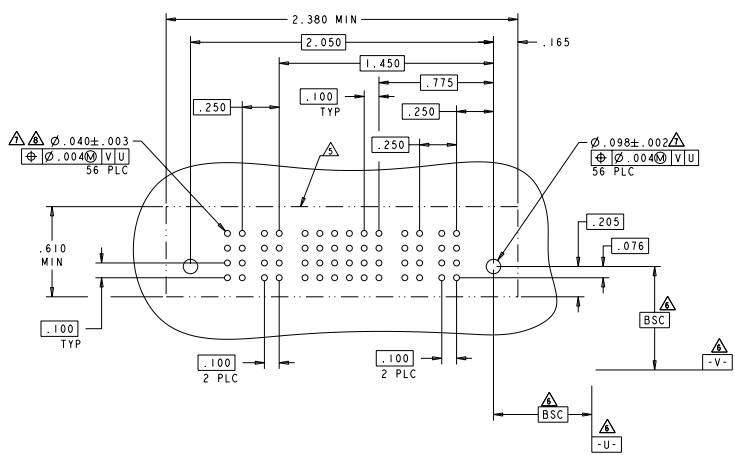 2.380 MIN
2.050
.165
1.450
.775
.250
.100
TYP
.250
7 8 Ø.040±.003
⌖ Ø.004Ⓜ V U
56 PLC
5
.250
Ø.098±.002 7
⌖ Ø.004Ⓜ V U
56 PLC
.610
MIN
.205
.076
.100
TYP
.100
2 PLC
.100
2 PLC
6
BSC
6
-V-
6
BSC
6
-U-